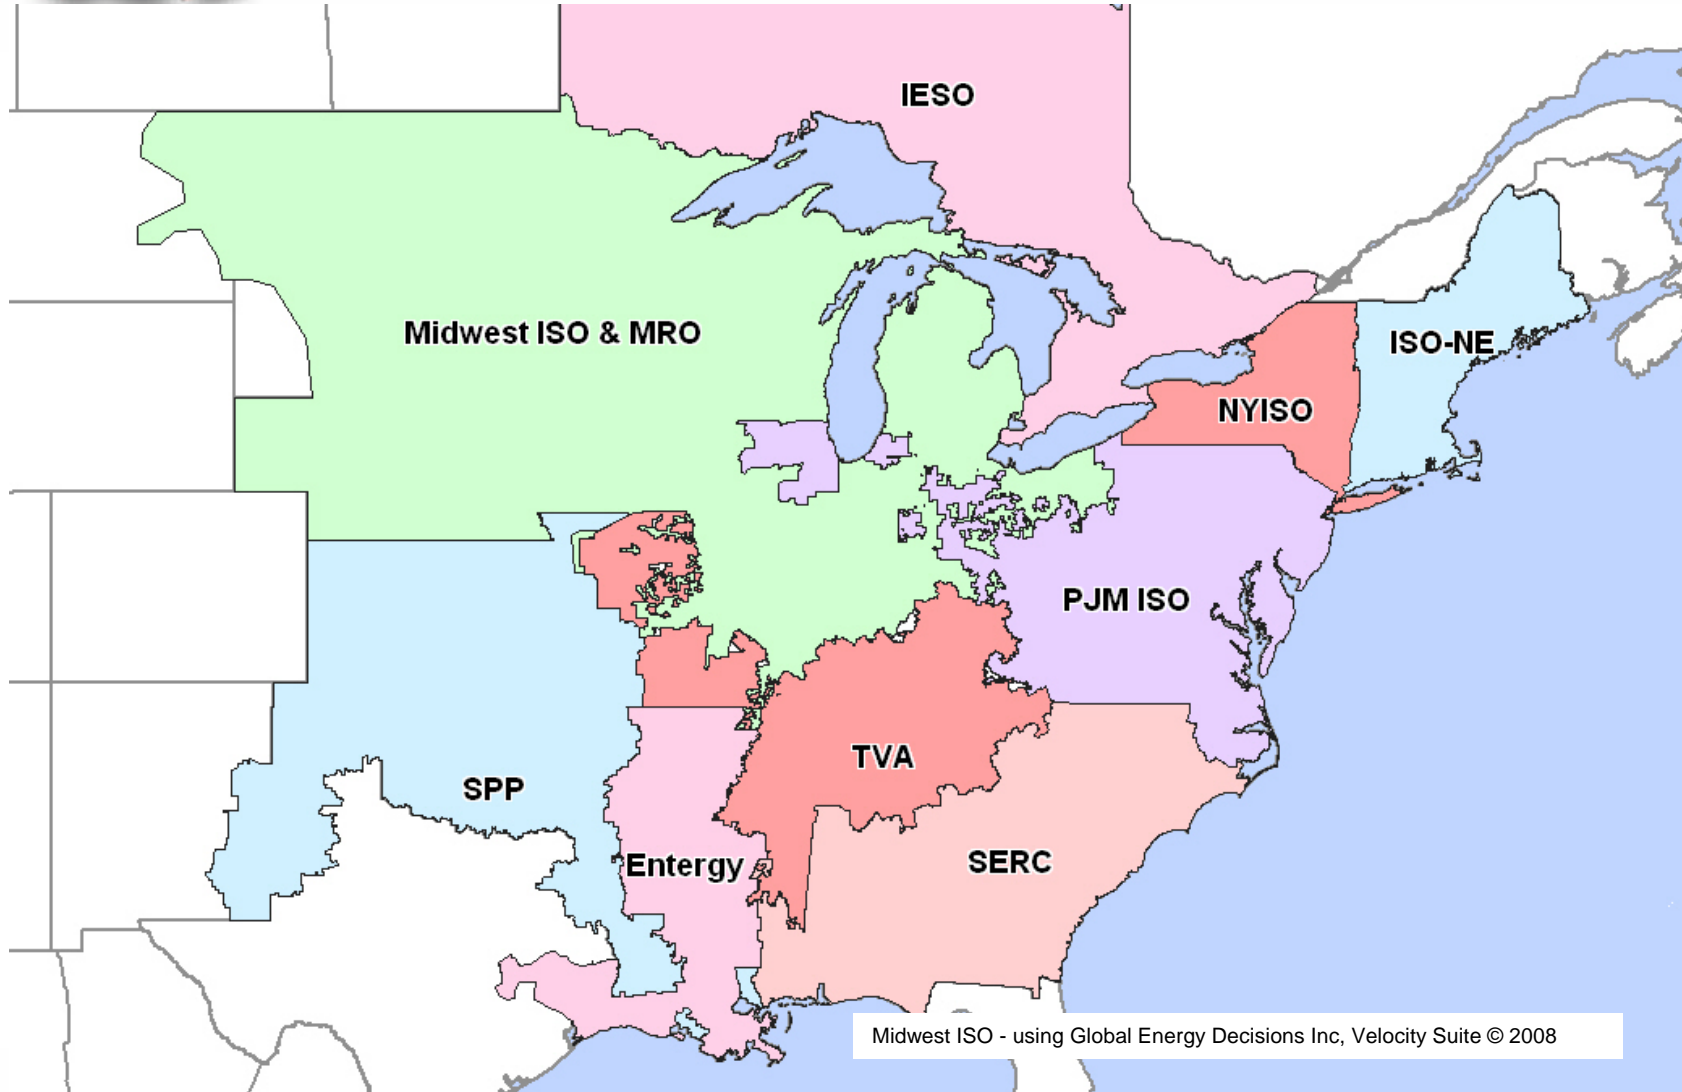 IESO
Midwest ISO & MRO
ISO-NE
NYISO
PJM ISO
TVA
SPP
Entergy
SERC
Midwest ISO - using Global Energy Decisions Inc, Velocity Suite © 2008